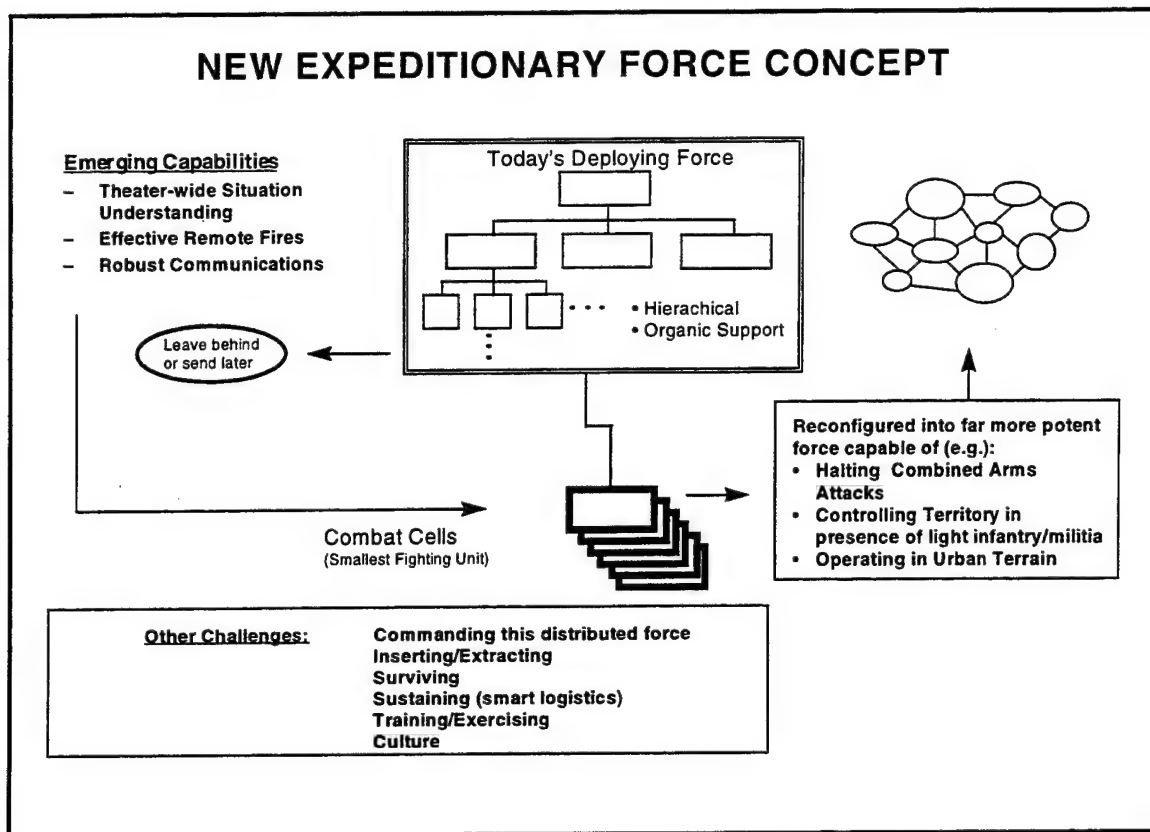 NEW EXPEDITIONARY FORCE CONCEPT
Emerging Capabilities
– Theater-wide Situation
Understanding
– Effective Remote Fires
– Robust Communications
Today's Deploying Force
• Hierachical
• Organic Support
Leave behind
or send later
Combat Cells
(Smallest Fighting Unit)
Reconfigured into far more potent
force capable of (e.g.):
• Halting Combined Arms
Attacks
• Controlling Territory in
presence of light infantry/militia
• Operating in Urban Terrain
Other Challenges:
Commanding this distributed force
Inserting/Extracting
Surviving
Sustaining (smart logistics)
Training/Exercising
Culture